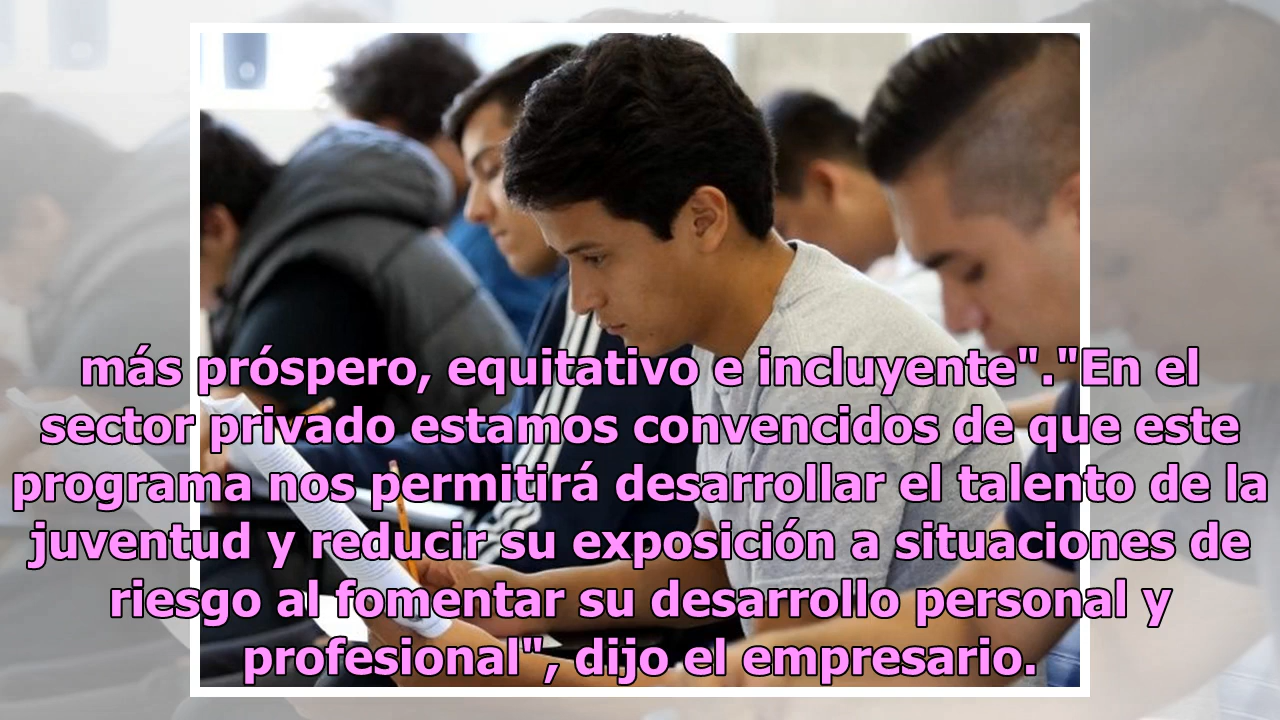 más próspero, equitativo e incluyente"."En el
sector privado estamos convencidos de que este
programa nos permitirá desarrollar el talento de la
juventud y reducir su exposición a situaciones de
riesgo al fomentar su desarrollo personal y
profesional", dijo el empresario.